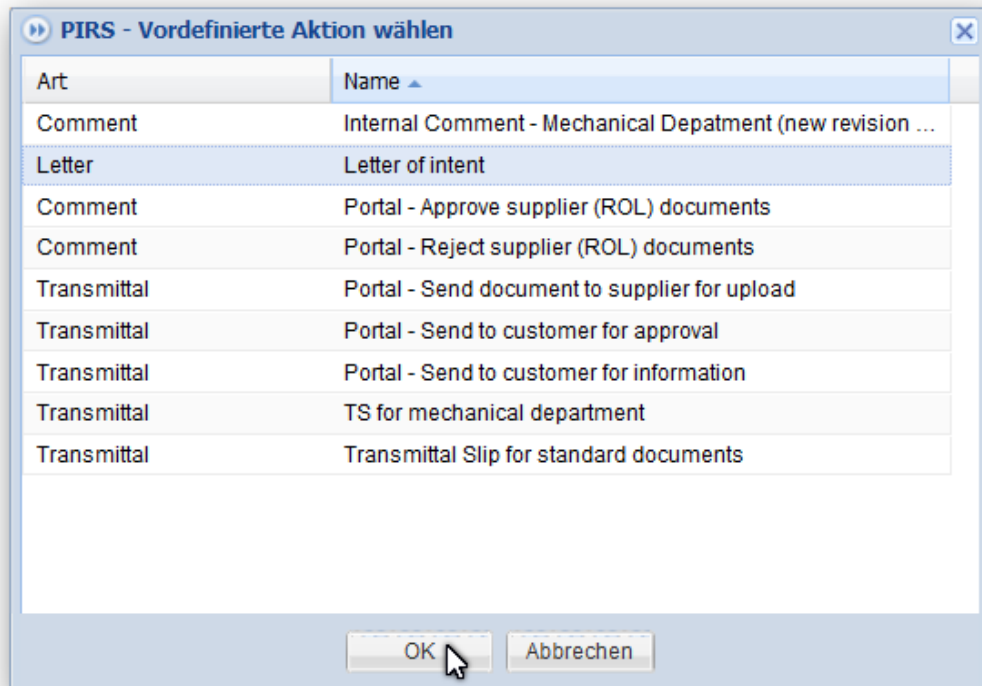 PIRS - Vordefinierte Aktion wählen
Art Name
Comment Internal Comment - Mechanical Depatment (new revision ...
Letter Letter of intent
Comment Portal - Approve supplier (ROL) documents
Comment Portal - Reject supplier (ROL) documents
Transmittal Portal - Send document to supplier for upload
Transmittal Portal - Send to customer for approval
Transmittal Portal - Send to customer for information
Transmittal TS for mechanical department
Transmittal Transmittal Slip for standard documents
OK Abbrechen